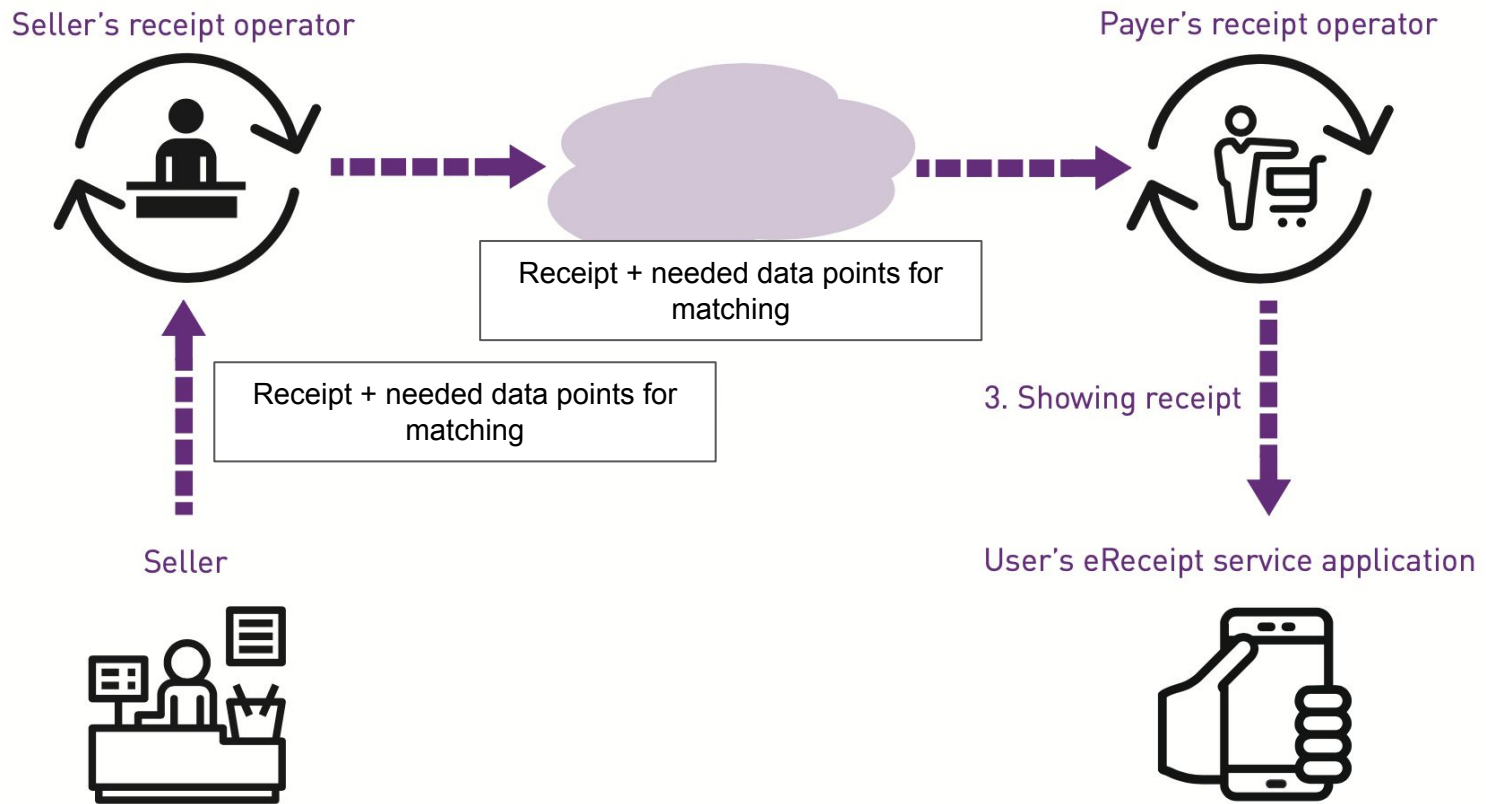 Seller's receipt operator
Payer's receipt operator
Receipt + needed data points for
matching
Receipt + needed data points for
matching
3. Showing receipt
Seller
User's eReceipt service application